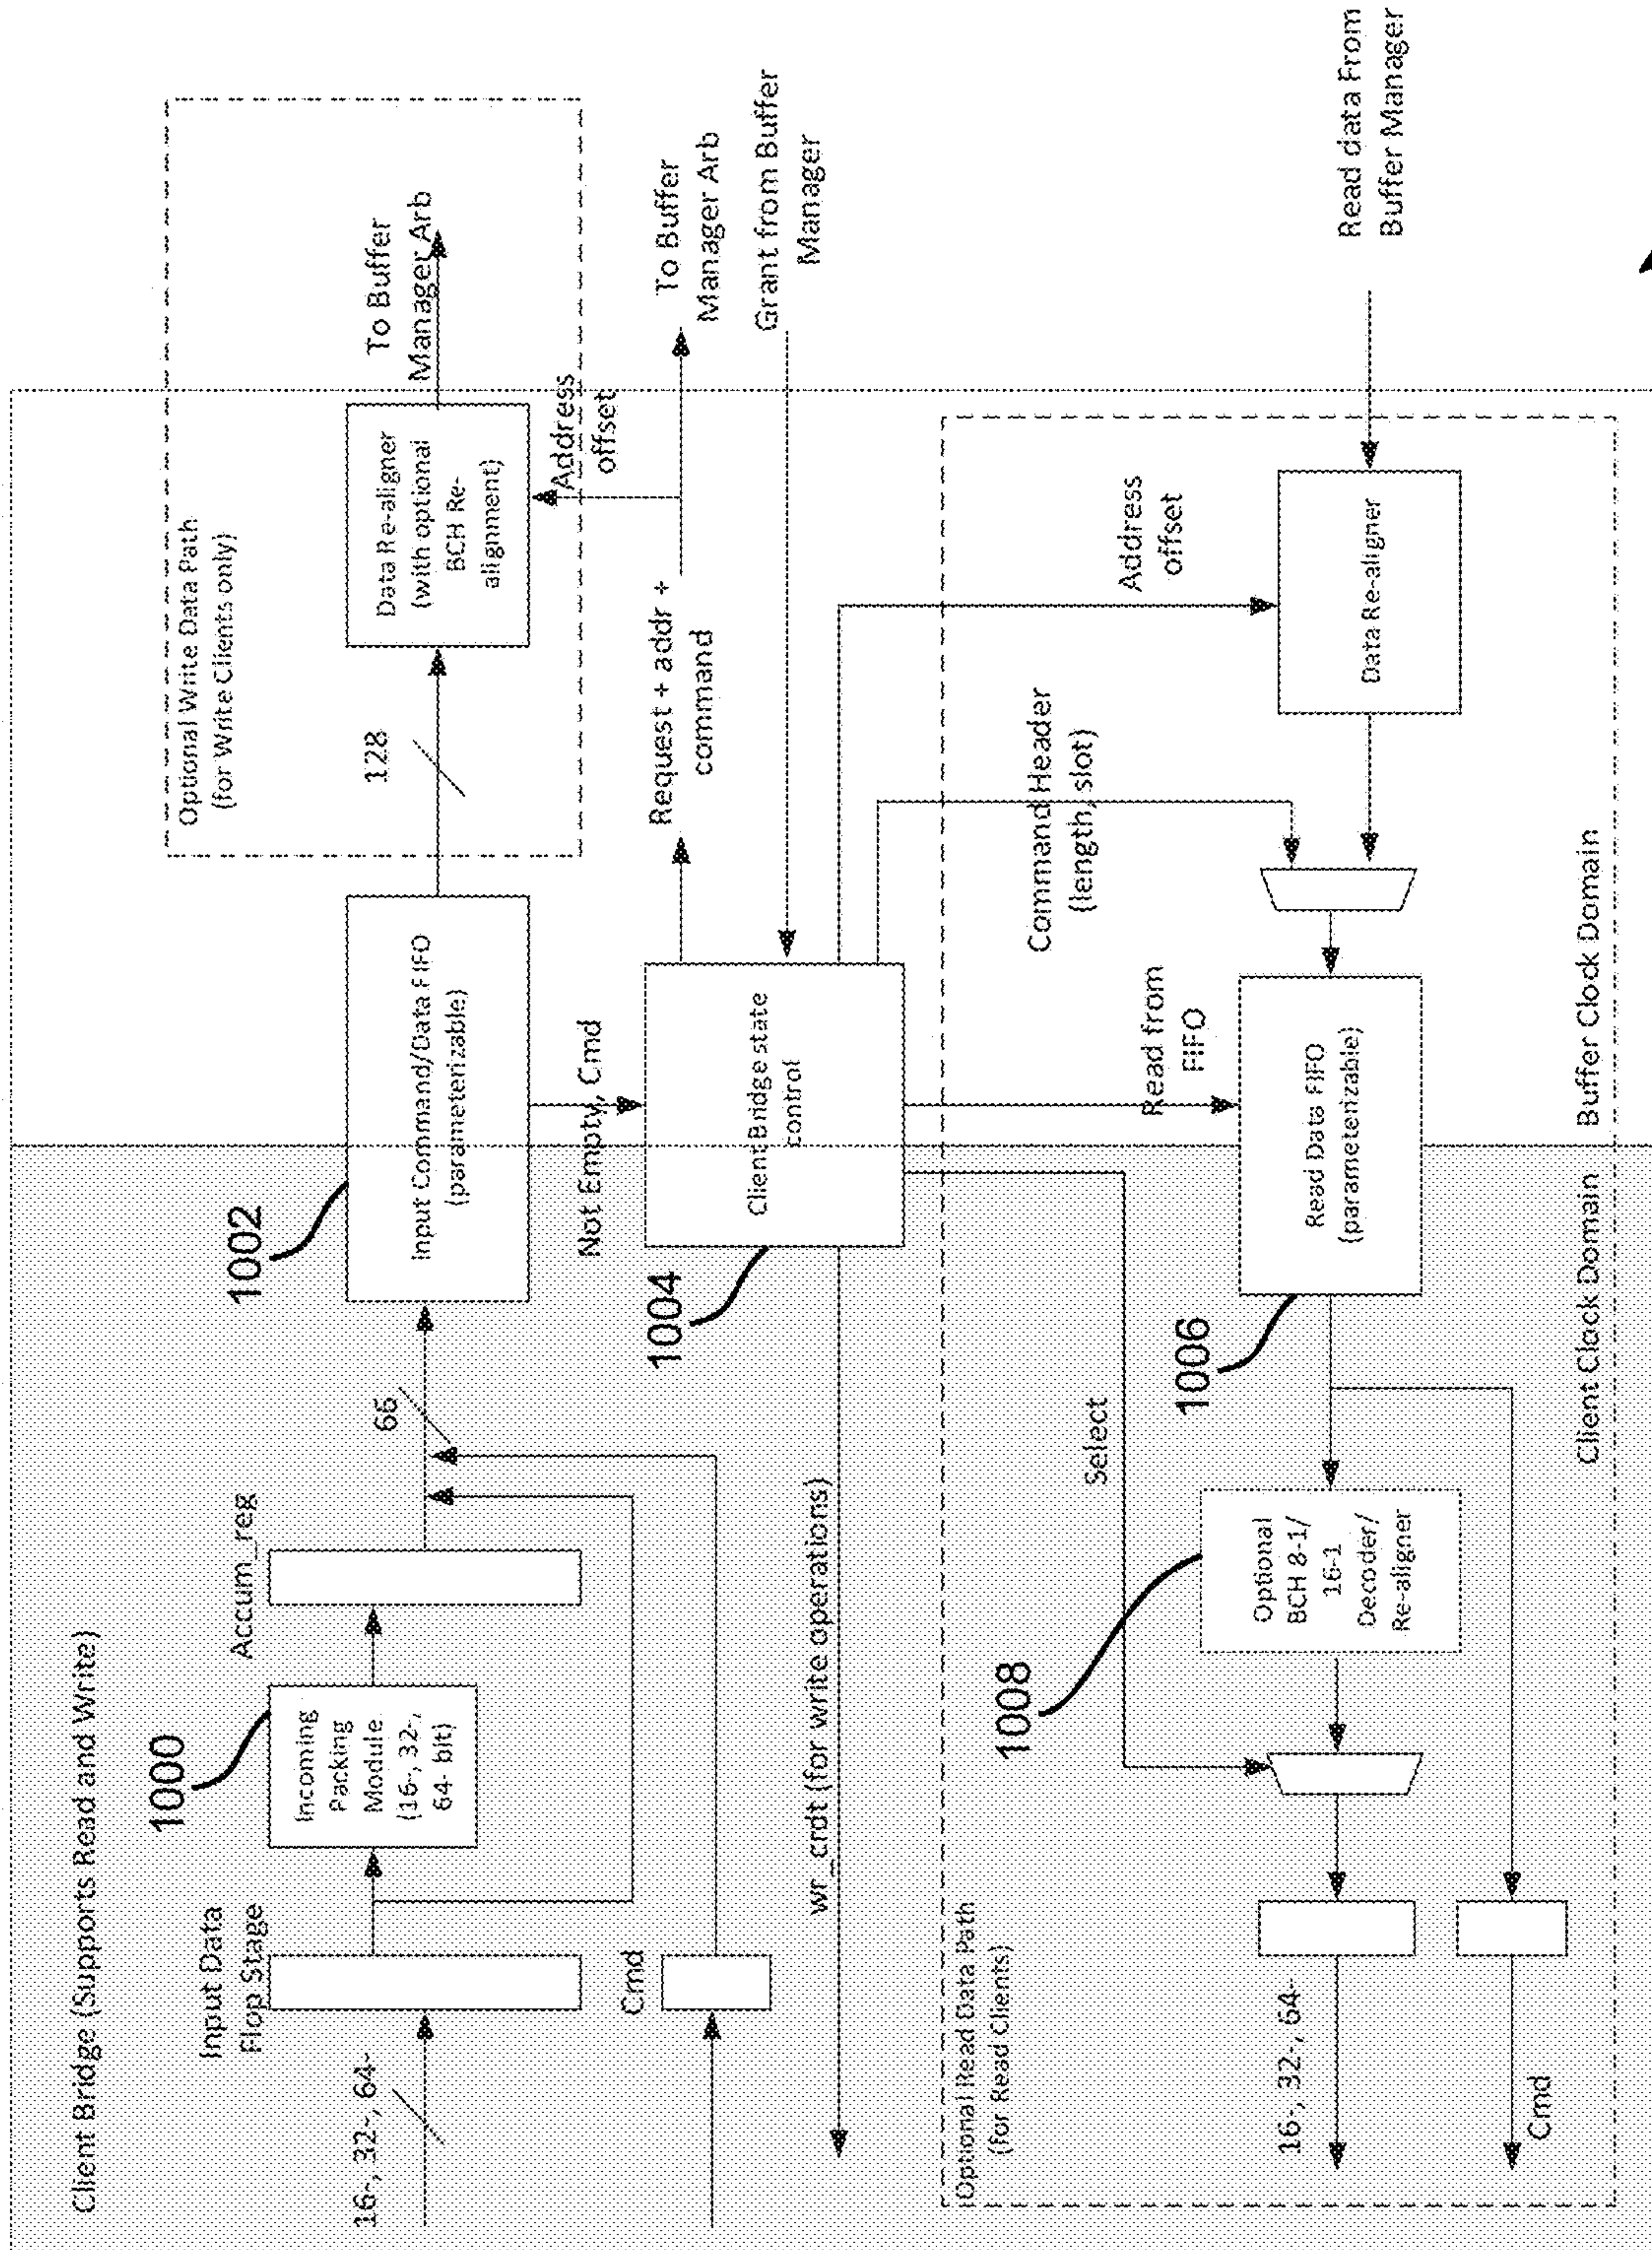 Client Bridge (Supports Read and Write)
Optional Write Data Path
(for Write Clients only)
Input Data
Flop Stage
16-, 32-, 64-
1000
Incoming
Packing
Module
(16-, 32-,
64- bit)
Accum_reg
66
1002
Input Command/Data FIFO
(parameterizable)
128
Data Re-aligner
(with optional
BCH Re-
alignment)
To Buffer
Manager Arb
Address
offset
Cmd
Not Empty, Cmd
Request + addr +
command
To Buffer
Manager Arb
1004
Client Bridge state
control
Grant from Buffer
Manager
wr_crdt (for write operations)
Optional Read Data Path
(for Read Clients)
Select
Read from
FIFO
Command Header
(length, slot)
Address
offset
1008
Optional
BCH 8-1/
16-1
Decoder/
Re-aligner
1006
Read Data FIFO
(parameterizable)
Data Re-aligner
Read data From
Buffer Manager
16-, 32-, 64-
Cmd
Client Clock Domain
Buffer Clock Domain